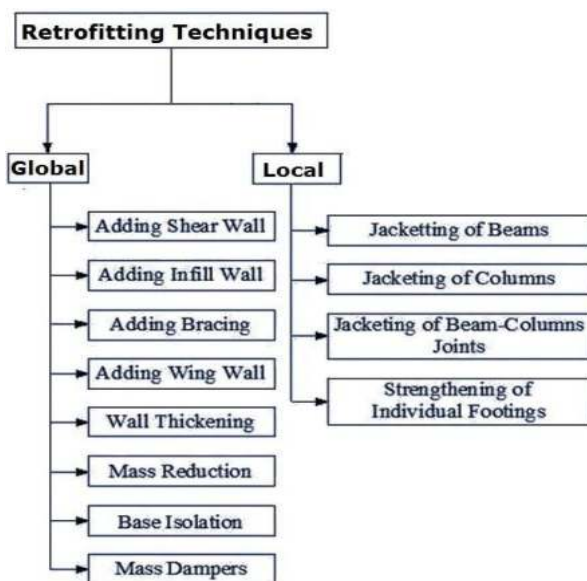 Retrofitting Techniques
Global
Local
Adding Shear Wall
Adding Infill Wall
Adding Bracing
Adding Wing Wall
Wall Thickening
Mass Reduction
Base Isolation
Mass Dampers
Jacketting of Beams
Jacketing of Columns
Jacketing of Beam-Columns
Joints
Strengthening of
Individual Footings